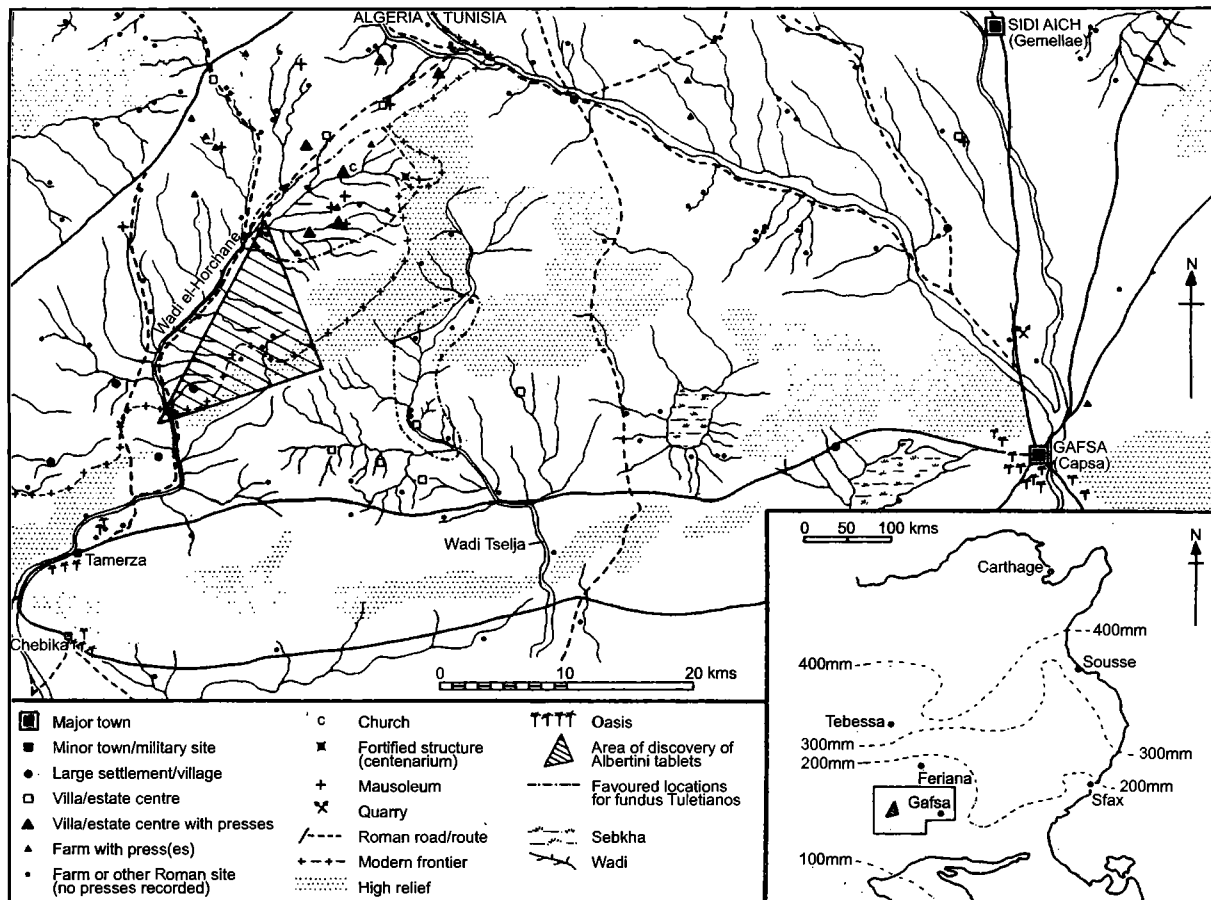 ALGERIA TUNISIA
SIDI AICH
(Gemellae)
c
Wadi el-Horchane
N
GAFSA
(Capsa)
Wadi Tselja
Tamerza
Chebika
0 10 20 kms
0 50 100 kms
N
Carthage
400mm
400mm
Sousse
Tebessa
300mm
300mm
200mm
Feriana
200mm
Sfax
Gafsa
100mm
Major town
Minor town/military site
Large settlement/village
Villa/estate centre
Villa/estate centre with presses
Farm with press(es)
Farm or other Roman site
(no presses recorded)
c Church
Fortified structure
(centenarium)
Mausoleum
Quarry
Roman road/route
Modern frontier
High relief
Oasis
Area of discovery of
Albertini tablets
Favoured locations
for fundus Tuletianos
Sebkha
Wadi